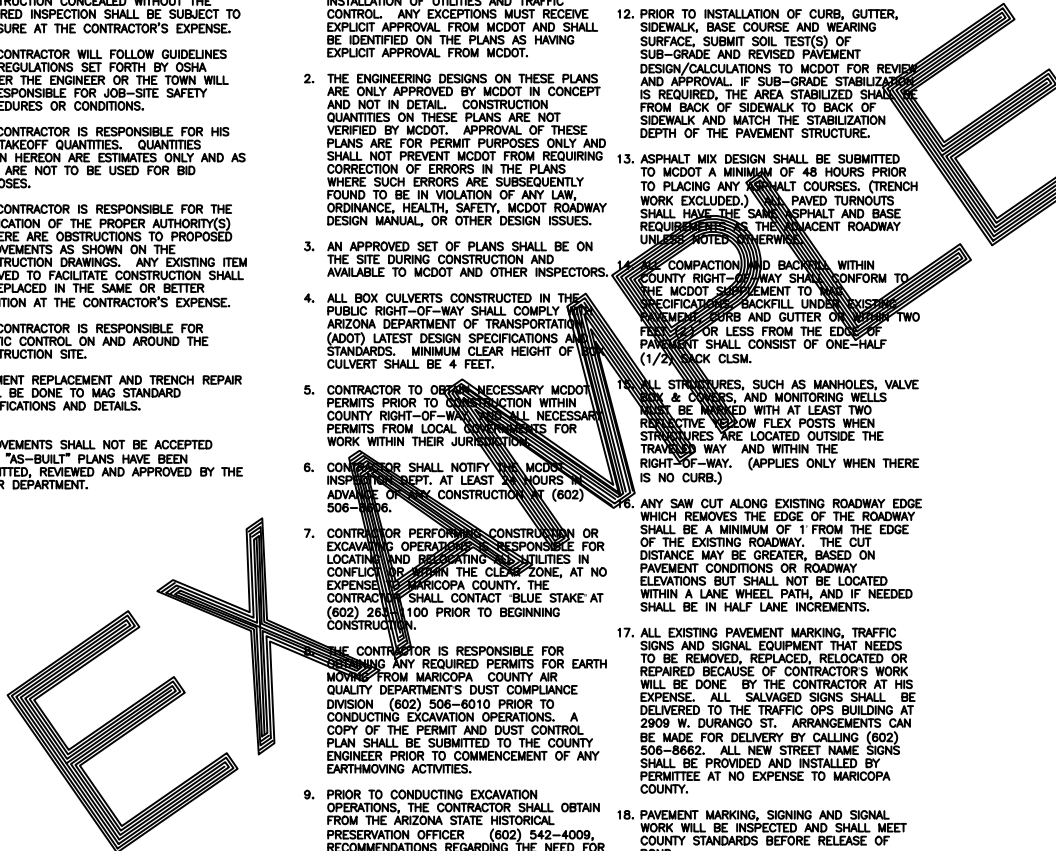 TRUCTION CONCEALED WITHOUT THE
RED INSPECTION SHALL BE SUBJECT TO
SURE AT THE CONTRACTOR'S EXPENSE.
CONTRACTOR WILL FOLLOW GUIDELINES
REGULATIONS SET FORTH BY OSHA
ER THE ENGINEER OR THE TOWN WILL
ESPONSIBLE FOR JOB-SITE SAFETY
EDURES OR CONDITIONS.
CONTRACTOR IS RESPONSIBLE FOR HIS
TAKEOFF QUANTITIES. QUANTITIES
N HEREON ARE ESTIMATES ONLY AND AS
ARE NOT TO BE USED FOR BID
OSES.
CONTRACTOR IS RESPONSIBLE FOR THE
ICATION OF THE PROPER AUTHORITY(S)
ERE ARE OBSTRUCTIONS TO PROPOSED
OVEMENTS AS SHOWN ON THE
TRUCTION DRAWINGS. ANY EXISTING ITEM
VED TO FACILITATE CONSTRUCTION SHALL
EPLACED IN THE SAME OR BETTER
ITION AT THE CONTRACTOR'S EXPENSE.
CONTRACTOR IS RESPONSIBLE FOR
IC CONTROL ON AND AROUND THE
TRUCTION SITE.
MENT REPLACEMENT AND TRENCH REPAIR
L BE DONE TO MAG STANDARD
IFICATIONS AND DETAILS.
OVEMENTS SHALL NOT BE ACCEPTED
"AS-BUILT" PLANS HAVE BEEN
ITTED, REVIEWED AND APPROVED BY THE
R DEPARTMENT.
INSTALLATION OF UTILITIES AND TRAFFIC
CONTROL. ANY EXCEPTIONS MUST RECEIVE
EXPLICIT APPROVAL FROM MCDOT AND SHALL
BE IDENTIFIED ON THE PLANS AS HAVING
EXPLICIT APPROVAL FROM MCDOT.
2. THE ENGINEERING DESIGNS ON THESE PLANS
ARE ONLY APPROVED BY MCDOT IN CONCEPT
AND NOT IN DETAIL. CONSTRUCTION
QUANTITIES ON THESE PLANS ARE NOT
VERIFIED BY MCDOT. APPROVAL OF THESE
PLANS ARE FOR PERMIT PURPOSES ONLY AND
SHALL NOT PREVENT MCDOT FROM REQUIRING
CORRECTION OF ERRORS IN THE PLANS
WHERE SUCH ERRORS ARE SUBSEQUENTLY
FOUND TO BE IN VIOLATION OF ANY LAW,
ORDINANCE, HEALTH, SAFETY, MCDOT ROADWAY
DESIGN MANUAL, OR OTHER DESIGN ISSUES.
3. AN APPROVED SET OF PLANS SHALL BE ON
THE SITE DURING CONSTRUCTION AND
AVAILABLE TO MCDOT AND OTHER INSPECTORS.
4. ALL BOX CULVERTS CONSTRUCTED IN THE
PUBLIC RIGHT-OF-WAY SHALL COMPLY WITH
ARIZONA DEPARTMENT OF TRANSPORTATION
(ADOT) LATEST DESIGN SPECIFICATIONS AND
STANDARDS. MINIMUM CLEAR HEIGHT OF BOX
CULVERT SHALL BE 4 FEET.
5. CONTRACTOR TO OBTAIN NECESSARY MCDOT
PERMITS PRIOR TO CONSTRUCTION WITHIN
COUNTY RIGHT-OF-WAY, AND ALL NECESSARY
PERMITS FROM LOCAL GOVERNMENTS FOR
WORK WITHIN THEIR JURISDICTION.
6. CONTRACTOR SHALL NOTIFY THE MCDOT
INSPECTION DEPT. AT LEAST 24 HOURS IN
ADVANCE OF ANY CONSTRUCTION AT (602)
506-8606.
7. CONTRACTOR PERFORMING CONSTRUCTION OR
EXCAVATING OPERATIONS IS RESPONSIBLE FOR
LOCATING AND RELOCATING ALL UTILITIES IN
CONFLICT OR WITHIN THE CLEAR ZONE, AT NO
EXPENSE TO MARICOPA COUNTY. THE
CONTRACTOR SHALL CONTACT "BLUE STAKE" AT
(602) 263-1100 PRIOR TO BEGINNING
CONSTRUCTION.
8. THE CONTRACTOR IS RESPONSIBLE FOR
OBTAINING ANY REQUIRED PERMITS FOR EARTH
MOVING FROM MARICOPA COUNTY AIR
QUALITY DEPARTMENT'S DUST COMPLIANCE
DIVISION (602) 506-6010 PRIOR TO
CONDUCTING EXCAVATION OPERATIONS. A
COPY OF THE PERMIT AND DUST CONTROL
PLAN SHALL BE SUBMITTED TO THE COUNTY
ENGINEER PRIOR TO COMMENCEMENT OF ANY
EARTHMOVING ACTIVITIES.
9. PRIOR TO CONDUCTING EXCAVATION
OPERATIONS, THE CONTRACTOR SHALL OBTAIN
FROM THE ARIZONA STATE HISTORICAL
PRESERVATION OFFICER (602) 542-4009,
RECOMMENDATIONS REGARDING THE NEED FOR
12. PRIOR TO INSTALLATION OF CURB, GUTTER,
SIDEWALK, BASE COURSE AND WEARING
SURFACE, SUBMIT SOIL TEST(S) OF
SUB-GRADE AND REVISED PAVEMENT
DESIGN/CALCULATIONS TO MCDOT FOR REVIEW
AND APPROVAL. IF SUB-GRADE STABILIZATION
IS REQUIRED, THE AREA STABILIZED SHALL BE
FROM BACK OF SIDEWALK TO BACK OF
SIDEWALK AND MATCH THE STABILIZATION
DEPTH OF THE PAVEMENT STRUCTURE.
13. ASPHALT MIX DESIGN SHALL BE SUBMITTED
TO MCDOT A MINIMUM OF 48 HOURS PRIOR
TO PLACING ANY ASPHALT COURSES. (TRENCH
WORK EXCLUDED.) ALL PAVED TURNOUTS
SHALL HAVE THE SAME ASPHALT AND BASE
REQUIREMENTS AS THE ADJACENT ROADWAY
UNLESS NOTED OTHERWISE.
14. ALL COMPACTION AND BACKFILL WITHIN
COUNTY RIGHT-OF-WAY SHALL CONFORM TO
THE MCDOT SUPPLEMENT TO MAG
SPECIFICATIONS. BACKFILL UNDER EXISTING
PAVEMENT, CURB AND GUTTER OR WITHIN TWO
FEET (2') OR LESS FROM THE EDGE OF
PAVEMENT SHALL CONSIST OF ONE-HALF
(1/2) SACK CLSM.
15. ALL STRUCTURES, SUCH AS MANHOLES, VALVE
BOX & COVERS, AND MONITORING WELLS
MUST BE MARKED WITH AT LEAST TWO
REFLECTIVE YELLOW FLEX POSTS WHEN
STRUCTURES ARE LOCATED OUTSIDE THE
TRAVELED WAY AND WITHIN THE
RIGHT-OF-WAY. (APPLIES ONLY WHEN THERE
IS NO CURB.)
16. ANY SAW CUT ALONG EXISTING ROADWAY EDGE
WHICH REMOVES THE EDGE OF THE ROADWAY
SHALL BE A MINIMUM OF 1' FROM THE EDGE
OF THE EXISTING ROADWAY. THE CUT
DISTANCE MAY BE GREATER, BASED ON
PAVEMENT CONDITIONS OR ROADWAY
ELEVATIONS BUT SHALL NOT BE LOCATED
WITHIN A LANE WHEEL PATH, AND IF NEEDED
SHALL BE IN HALF LANE INCREMENTS.
17. ALL EXISTING PAVEMENT MARKING, TRAFFIC
SIGNS AND SIGNAL EQUIPMENT THAT NEEDS
TO BE REMOVED, REPLACED, RELOCATED OR
REPAIRED BECAUSE OF CONTRACTOR'S WORK
WILL BE DONE BY THE CONTRACTOR AT HIS
EXPENSE. ALL SALVAGED SIGNS SHALL BE
DELIVERED TO THE TRAFFIC OPS BUILDING AT
2909 W. DURANGO ST. ARRANGEMENTS CAN
BE MADE FOR DELIVERY BY CALLING (602)
506-8662. ALL NEW STREET NAME SIGNS
SHALL BE PROVIDED AND INSTALLED BY
PERMITTEE AT NO EXPENSE TO MARICOPA
COUNTY.
18. PAVEMENT MARKING, SIGNING AND SIGNAL
WORK WILL BE INSPECTED AND SHALL MEET
COUNTY STANDARDS BEFORE RELEASE OF
EXAMPLE